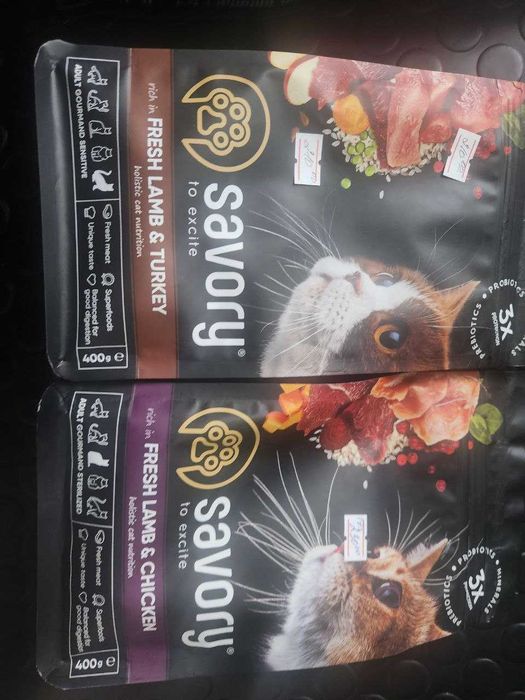 savory®
to excite
rich in
FRESH LAMB & TURKEY
holistic cat nutrition
ADULT GOURMAND SENSITIVE
Fresh meat
Superfoods
Unique taste
Balanced for
good digestion
400g e
3X
PREBIOTICS • PROBIOTICS
savory®
to excite
rich in
FRESH LAMB & CHICKEN
holistic cat nutrition
ADULT GOURMAND STERILIZED
Fresh meat
Superfoods
Unique taste
Balanced for
good digestion
400g e
3X
PREBIOTICS • PROBIOTICS • MINERALS